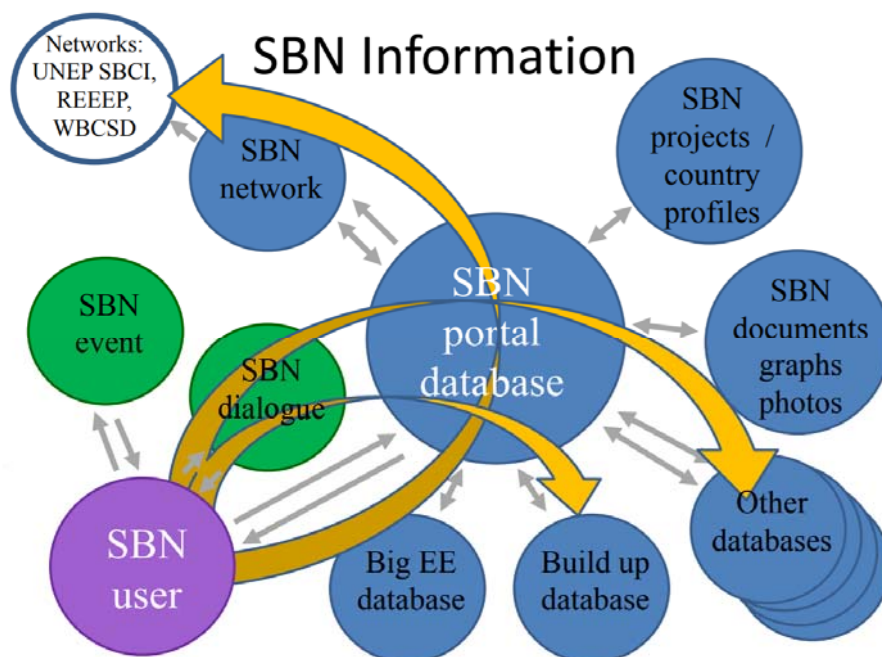 SBN Information
Networks:
UNEP SBCI,
REEEP,
WBCSD
SBN
network
SBN
projects /
country
profiles
SBN
event
SBN
dialogue
SBN
portal
database
SBN
documents
graphs
photos
SBN
user
Big EE
database
Build up
database
Other
databases